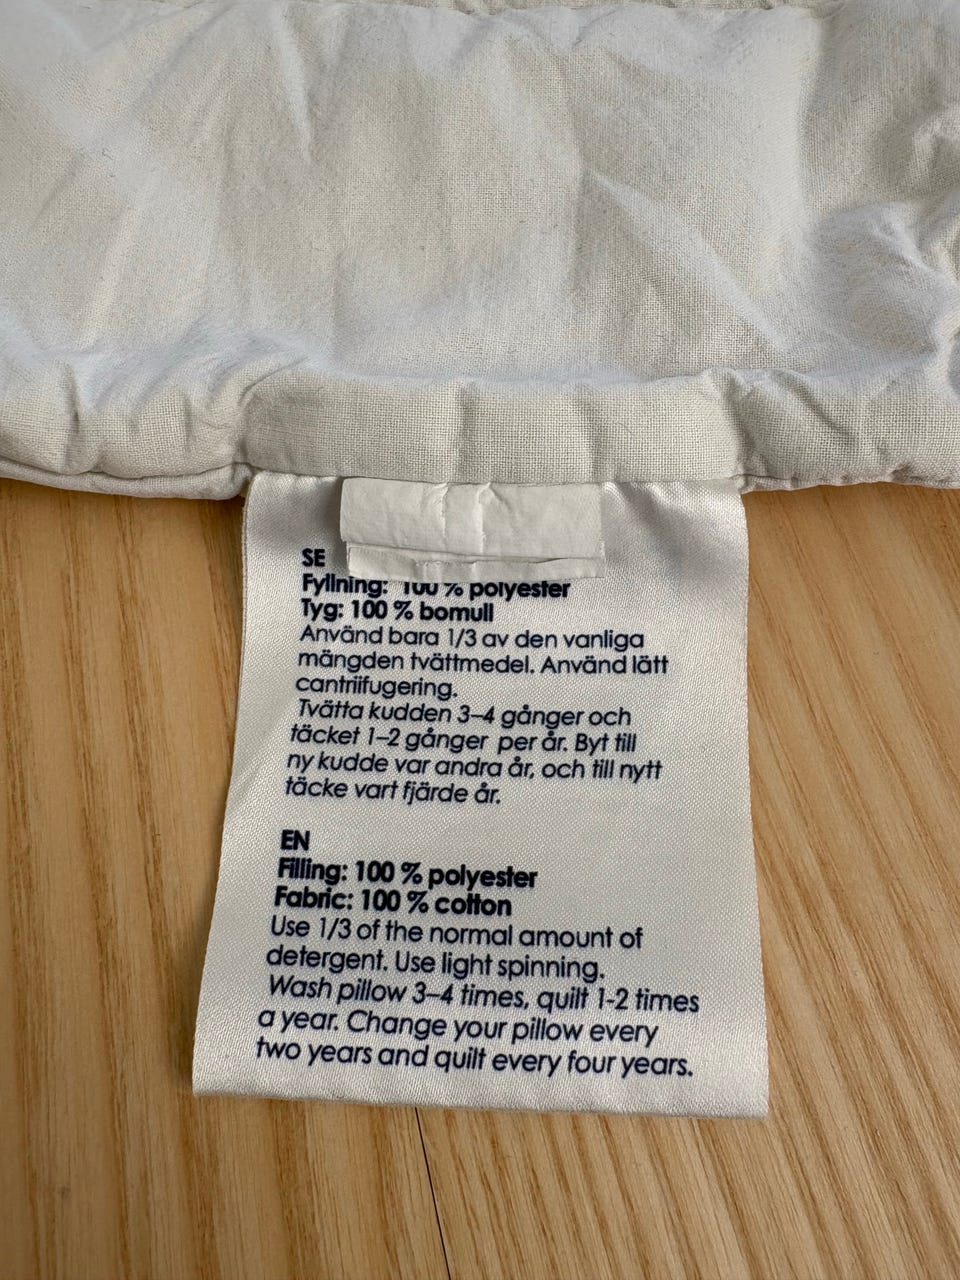 SE
Fyllning: 100 % polyester
Tyg: 100 % bomull
Använd bara 1/3 av den vanliga
mängden tvättmedel. Använd lätt
cantriifugering.
Tvätta kudden 3–4 gånger och
täcket 1–2 gånger per år. Byt till
ny kudde var andra år, och till nytt
täcke vart fjärde år.
EN
Filling: 100 % polyester
Fabric: 100 % cotton
Use 1/3 of the normal amount of
detergent. Use light spinning.
Wash pillow 3–4 times, quilt 1-2 times
a year. Change your pillow every
two years and quilt every four years.